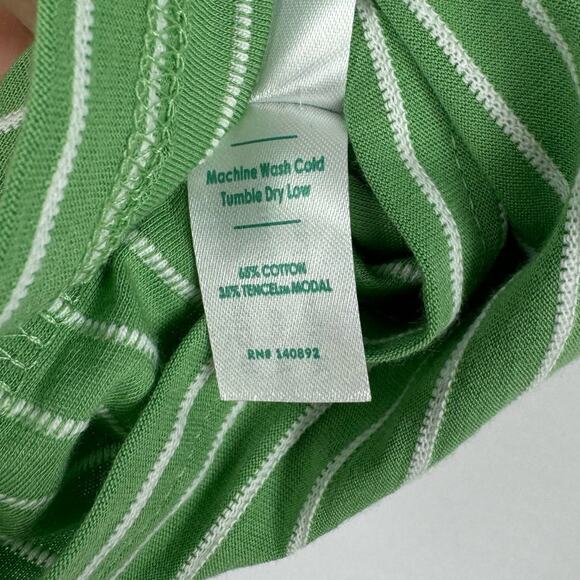 Machine Wash Cold
Tumble Dry Low
65% COTTON
35% TENCEL™ MODAL
RN# 140892